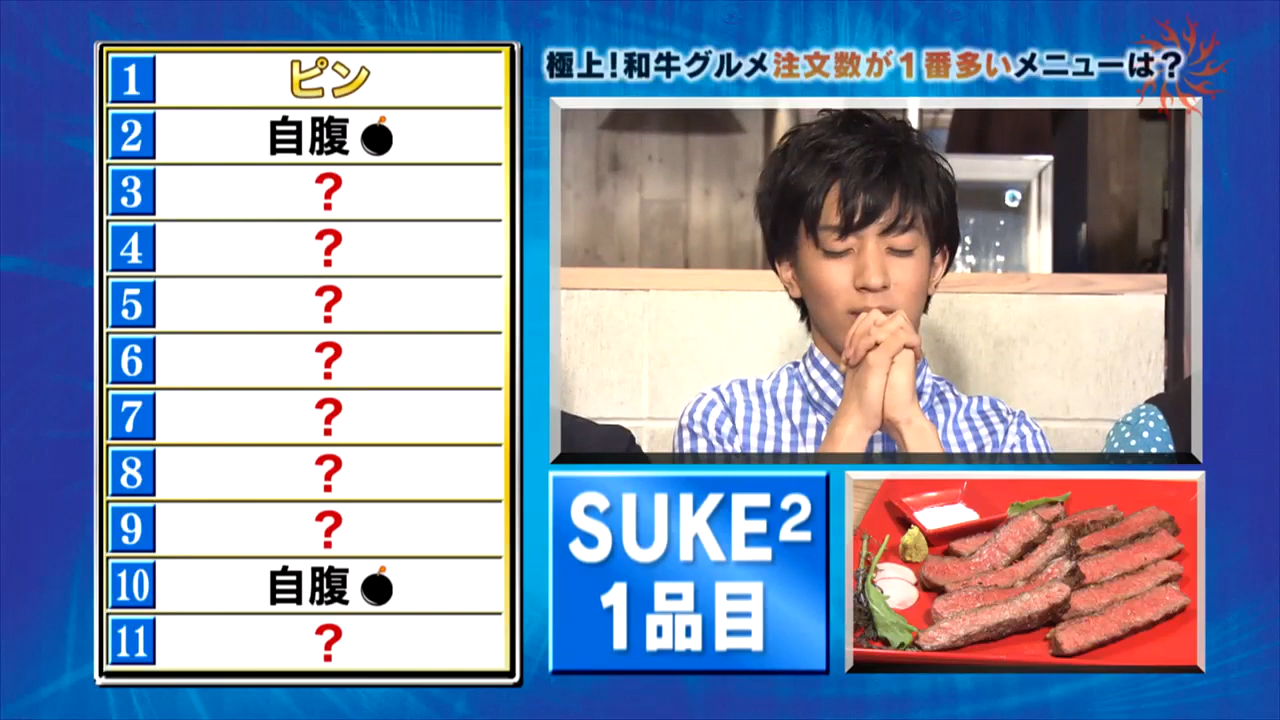 極上!和牛グルメ注文数が1番多いメニューは?
1 ピン
2 自腹
3 ?
4 ?
5 ?
6 ?
7 ?
8 ?
9 ?
10 自腹
11 ?
SUKE²
1品目